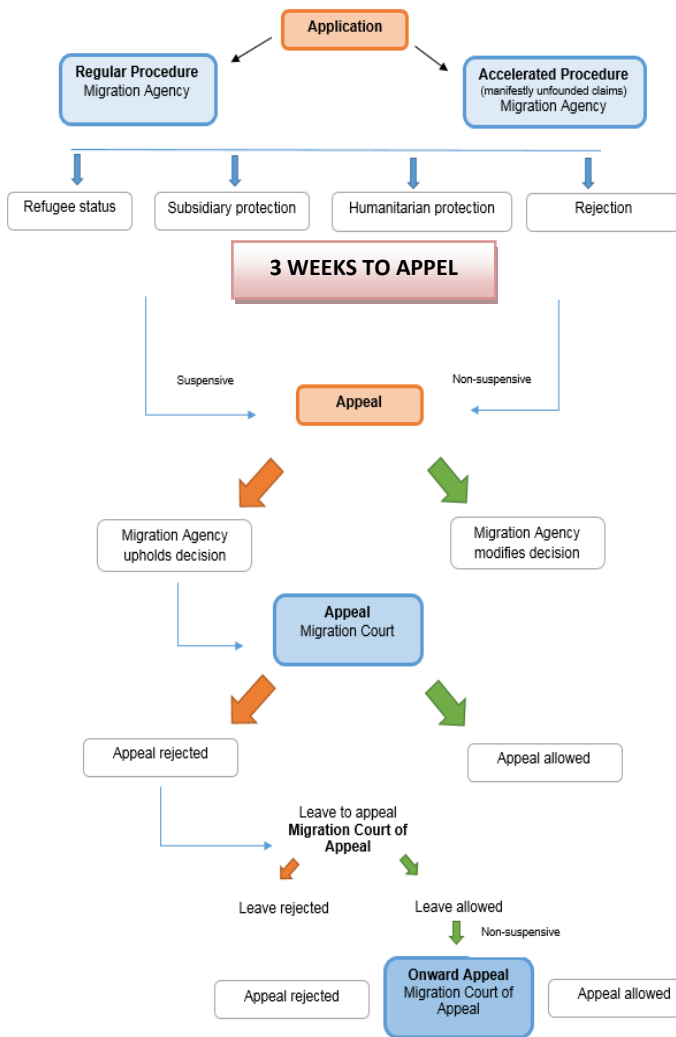 Application
Regular Procedure
Migration Agency
Accelerated Procedure
(manifestly unfounded claims)
Migration Agency
Refugee status
Subsidiary protection
Humanitarian protection
Rejection
3 WEEKS TO APPEL
Suspensive
Non-suspensive
Appeal
Migration Agency
upholds decision
Migration Agency
modifies decision
Appeal
Migration Court
Appeal rejected
Appeal allowed
Leave to appeal
Migration Court of
Appeal
Leave rejected
Leave allowed
Non-suspensive
Appeal rejected
Onward Appeal
Migration Court of
Appeal
Appeal allowed